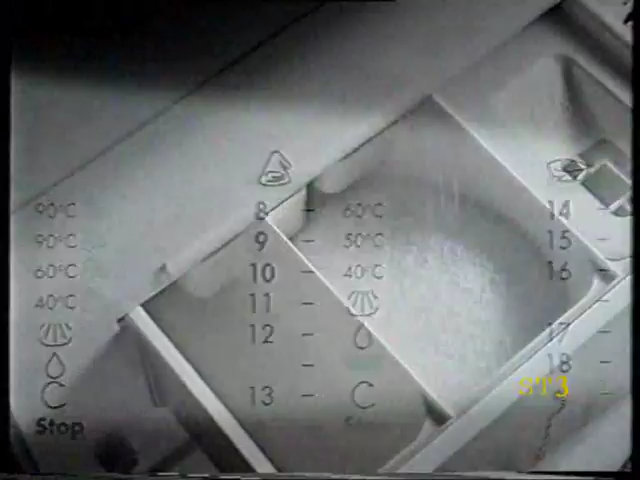 90°C 8 – 60°C 14 –
90°C 9 – 50°C 15 –
60°C 10 – 40°C 16 –
40°C 11 –
12 – 17 –
– 18 –
C 13 – C –
ST3
Stop